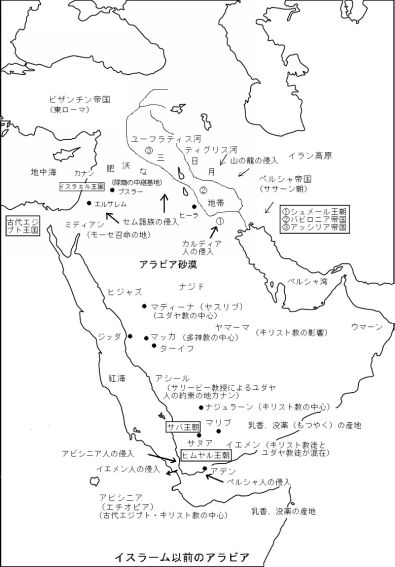 ビザンチン帝国
(東ローマ)
ユーフラティス河
ティグリス河
③
三
日
月
肥
沃
な
地帯
地中海
カナン
イスラエル王国
(隊商の中継基地)
ブスラー
エルサレム
山の龍の侵入
イラン高原
ペルシャ帝国
(ササーン朝)
②
①
ヒーラ
古代エジ
プト王国
ミディアン
(モーセ召命の地)
セム語族の侵入
カルディア
人の侵入
①シュメール王朝
②バビロニア帝国
③アッシリア帝国
アラビア砂漠
ペルシャ湾
ナジド
ヒジャズ
マディーナ(ヤスリブ)
(ユダヤ教の中心)
ヤマーマ
(キリスト教の影響)
ウマーン
ジッダ
マッカ(多神教の中心)
ターイフ
紅海
アシール
(サリービー教授によるユダヤ
人の約束の地カナン)
ナジュラーン(キリスト教の中心)
サバ王朝
マリブ
乳香、没薬(もつやく)の産地
サヌア
イエメン(キリスト教徒と
ユダヤ教徒が混在)
アビシニア人の侵入
ヒムヤル王朝
イエメン人の侵入
アデン
ペルシャ人の侵入
アビシニア
(エチオピア)
(古代エジプト・キリスト教の中心)
乳香、没薬の産地
イスラーム以前のアラビア